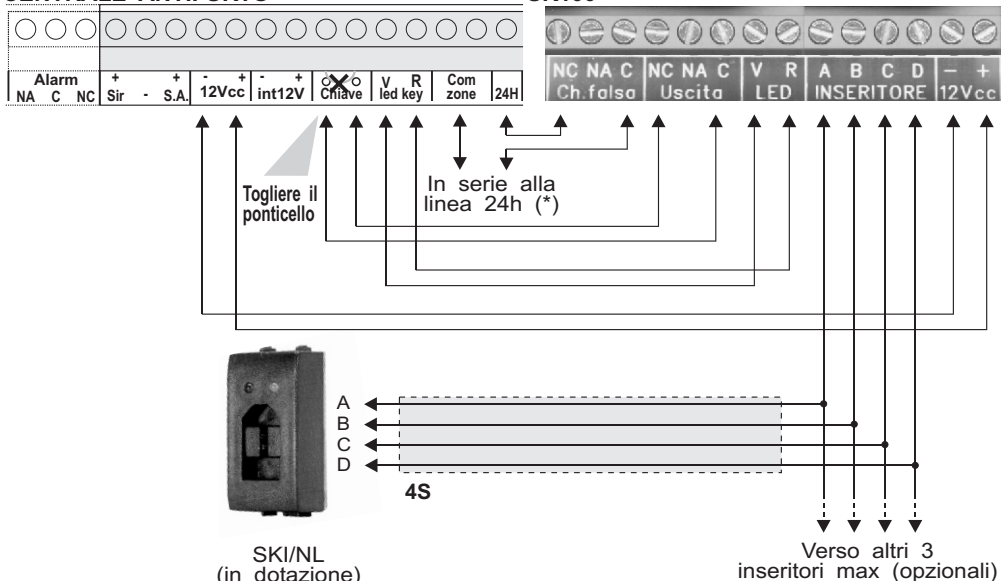 Alarm
NA C NC
+ +
Sir - S.A.
- +
12Vcc
- +
int12V
Chiave
V R
led key
Com
zone
24H
NC NA C
Ch.falsa
NC NA C
Uscita
V R
LED
A B C D
INSERITORE
- +
12Vcc
Togliere il
ponticello
In serie alla
linea 24h (*)
A
B
C
D
4S
SKI/NL
(in dotazione)
Verso altri 3
inseritori max (opzionali)